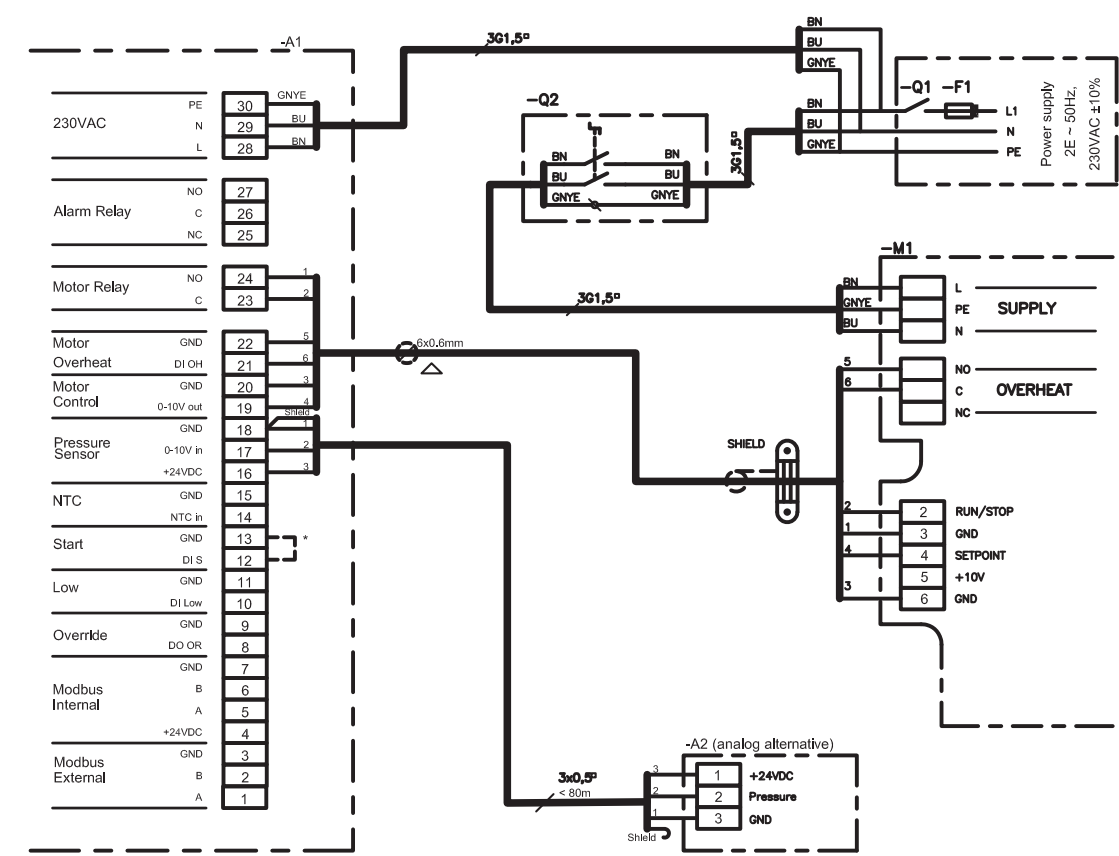 -A1
230VAC
PE 30 GNYE
N 29 BU
L 28 BN
Alarm Relay
NO 27
C 26
NC 25
Motor Relay
NO 24 1
C 23 2
Motor Overheat
GND 22 5
DI OH 21 6
Motor Control
GND 20 3
0-10V out 19 4
Shield
Pressure Sensor
GND 18 1
0-10V in 17 2
+24VDC 16 3
NTC
GND 15
NTC in 14
Start
GND 13 *
DI S 12
Low
GND 11
DI Low 10
Override
GND 9
DO OR 8
Modbus Internal
GND 7
B 6
A 5
+24VDC 4
Modbus External
GND 3
B 2
A 1
3G1,5¤
BN
BU
GNYE
-Q1 -F1
BN L1
BU N
GNYE PE
Power supply
2E ~ 50Hz,
230VAC ±10%
-Q2
BN BN
BU BU
GNYE GNYE
3G1,5¤
3G1,5¤
6x0.6mm
-M1
BN L
GNYE PE
BU N
SUPPLY
5 NO
6 C
NC
OVERHEAT
SHIELD
2 2 RUN/STOP
1 3 GND
4 4 SETPOINT
5 +10V
3 6 GND
3x0,5¤
< 80m
-A2 (analog alternative)
3 1 +24VDC
2 2 Pressure
1 3 GND
Shield